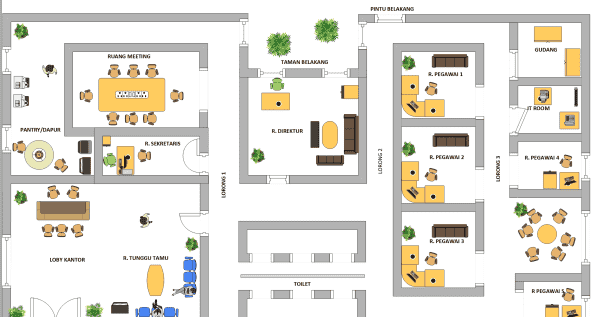 PINTU BELAKANG
RUANG MEETING
TAMAN BELAKANG
GUDANG
R. PEGAWAI 1
IT ROOM
PANTRY/DAPUR
R. SEKRETARIS
R. DIREKTUR
R. PEGAWAI 2
R. PEGAWAI 4
LORONG 1
LORONG 2
LORONG 3
R. PEGAWAI 3
LOBY KANTOR
R. TUNGGU TAMU
TOILET
R PEGAWAI 5